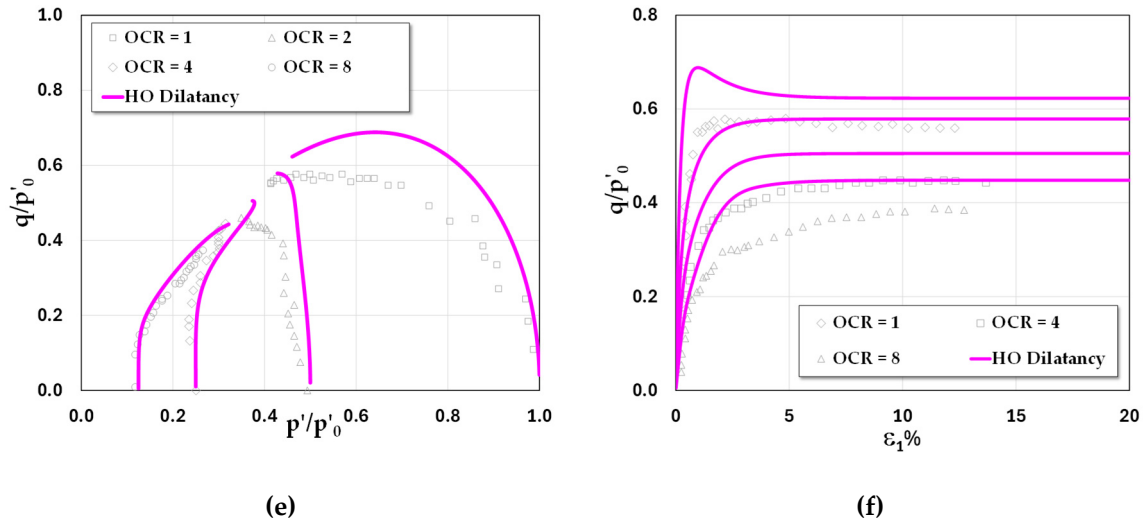 1.0
0.8
0.6
0.4
0.2
0.0
q/p'0
OCR = 1 OCR = 2
OCR = 4 OCR = 8
HO Dilatancy
0.0 0.2 0.4 0.6 0.8 1.0
p'/p'0
(e)
0.8
0.6
0.4
0.2
0.0
q/p'0
OCR = 1 OCR = 4
OCR = 8 HO Dilatancy
0 5 10 15 20
ε1%
(f)